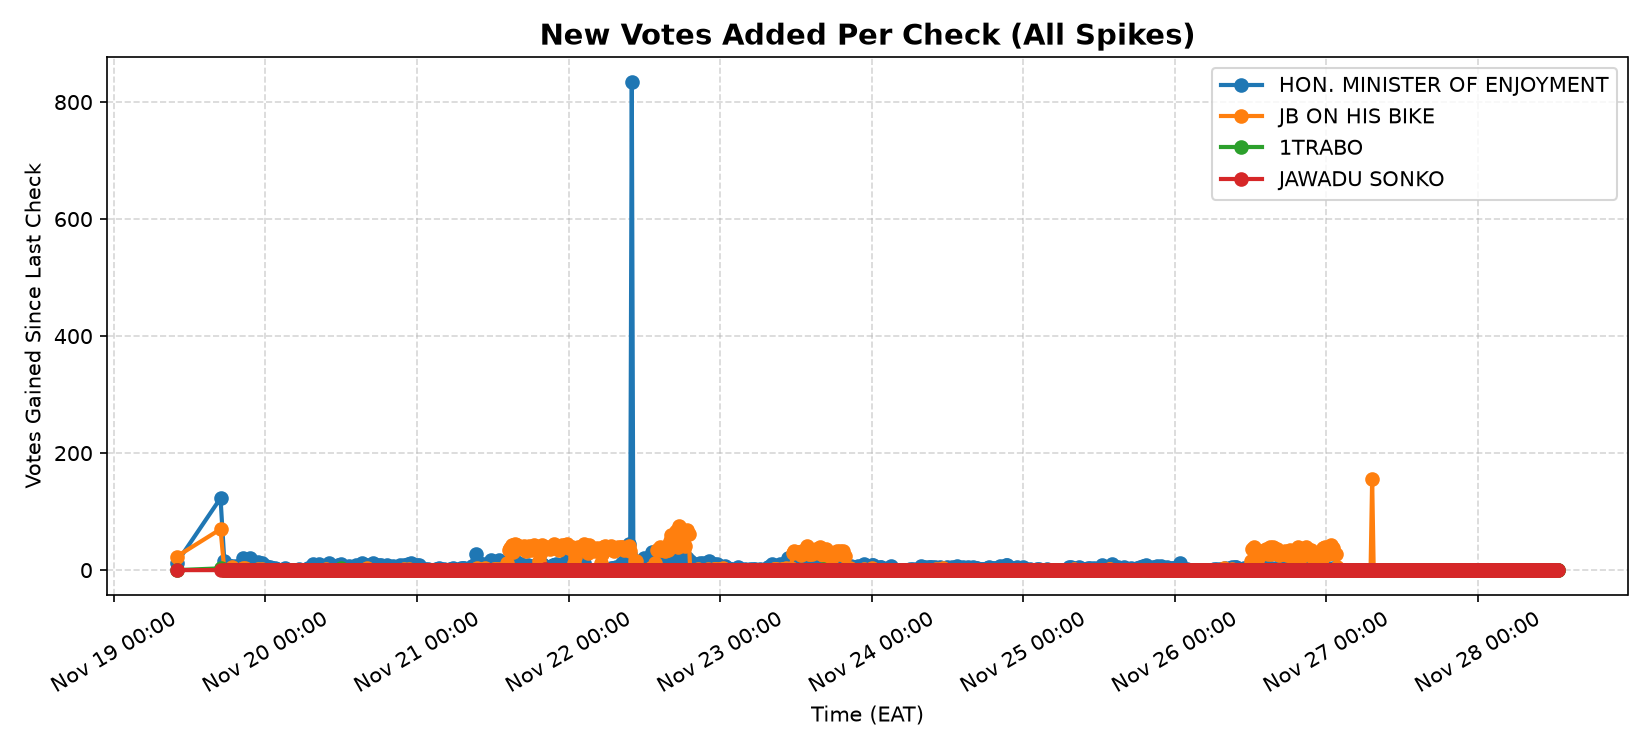 New Votes Added Per Check (All Spikes)
HON. MINISTER OF ENJOYMENT
JB ON HIS BIKE
1TRABO
JAWADU SONKO
Votes Gained Since Last Check
800
600
400
200
0
Nov 19 00:00
Nov 20 00:00
Nov 21 00:00
Nov 22 00:00
Nov 23 00:00
Nov 24 00:00
Nov 25 00:00
Nov 26 00:00
Nov 27 00:00
Nov 28 00:00
Time (EAT)